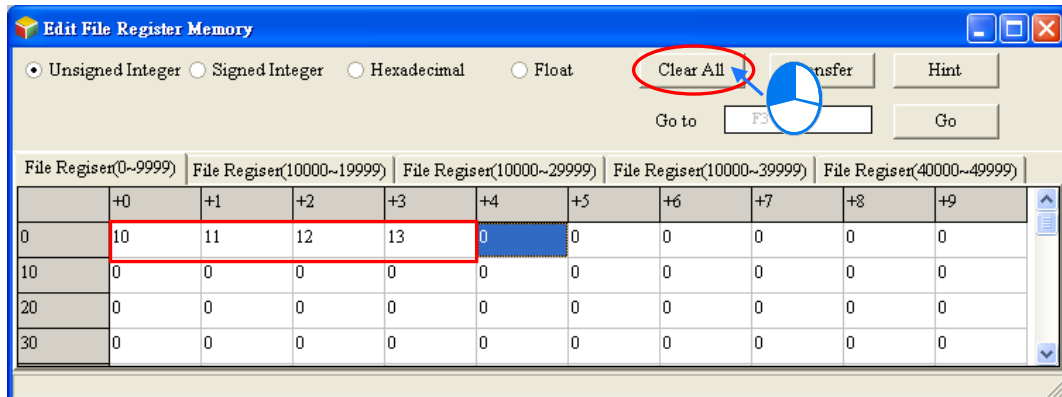 Edit File Register Memory
Unsigned Integer Signed Integer Hexadecimal Float Clear All nsfer Hint
Go to F3 Go
File Regiser(0~9999) File Regiser(10000~19999) File Regiser(10000~29999) File Regiser(10000~39999) File Regiser(40000~49999)
+0 +1 +2 +3 +4 +5 +6 +7 +8 +9
0 10 11 12 13 0 0 0 0 0 0
10 0 0 0 0 0 0 0 0 0 0
20 0 0 0 0 0 0 0 0 0 0
30 0 0 0 0 0 0 0 0 0 0